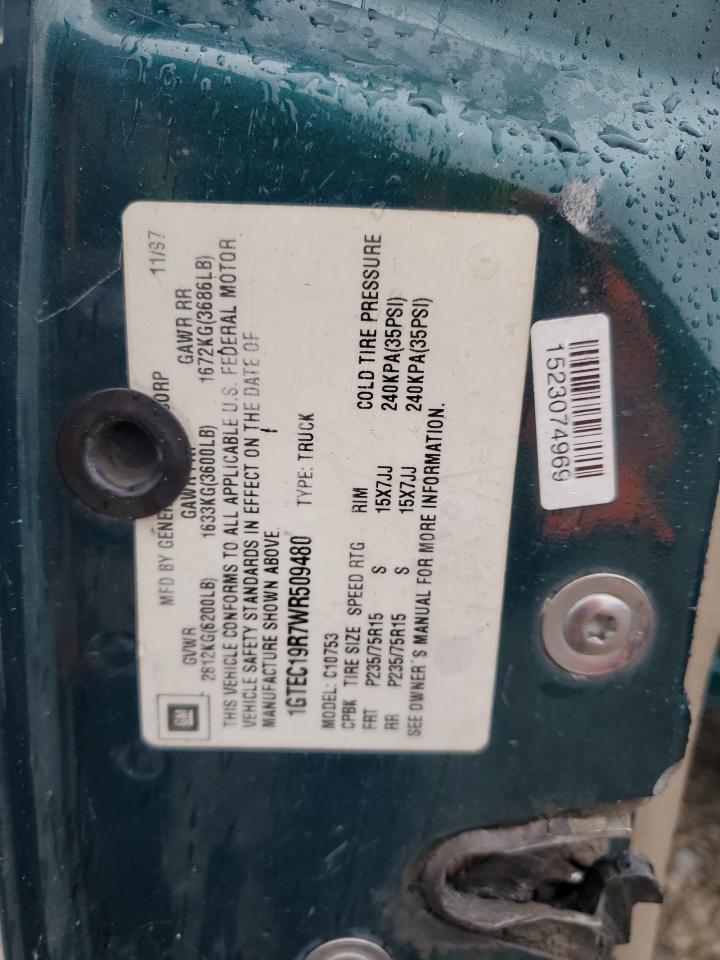 GM
MFD BY GENER CORP 11/97
GVWR GAWR GAWR RR
2812KG(6200LB) 1633KG(3600LB) 1672KG(3686LB)
THIS VEHICLE CONFORMS TO ALL APPLICABLE U.S. FEDERAL MOTOR
VEHICLE SAFETY STANDARDS IN EFFECT ON THE DATE OF
MANUFACTURE SHOWN ABOVE.
1GTEC19R7WR509480 TYPE: TRUCK
MODEL: C10753
CPBK TIRE SIZE SPEED RTG RIM COLD TIRE PRESSURE
FRT P235/75R15 S 15X7JJ 240KPA(35PSI)
RR P235/75R15 S 15X7JJ 240KPA(35PSI)
SEE OWNER'S MANUAL FOR MORE INFORMATION.
1523074969